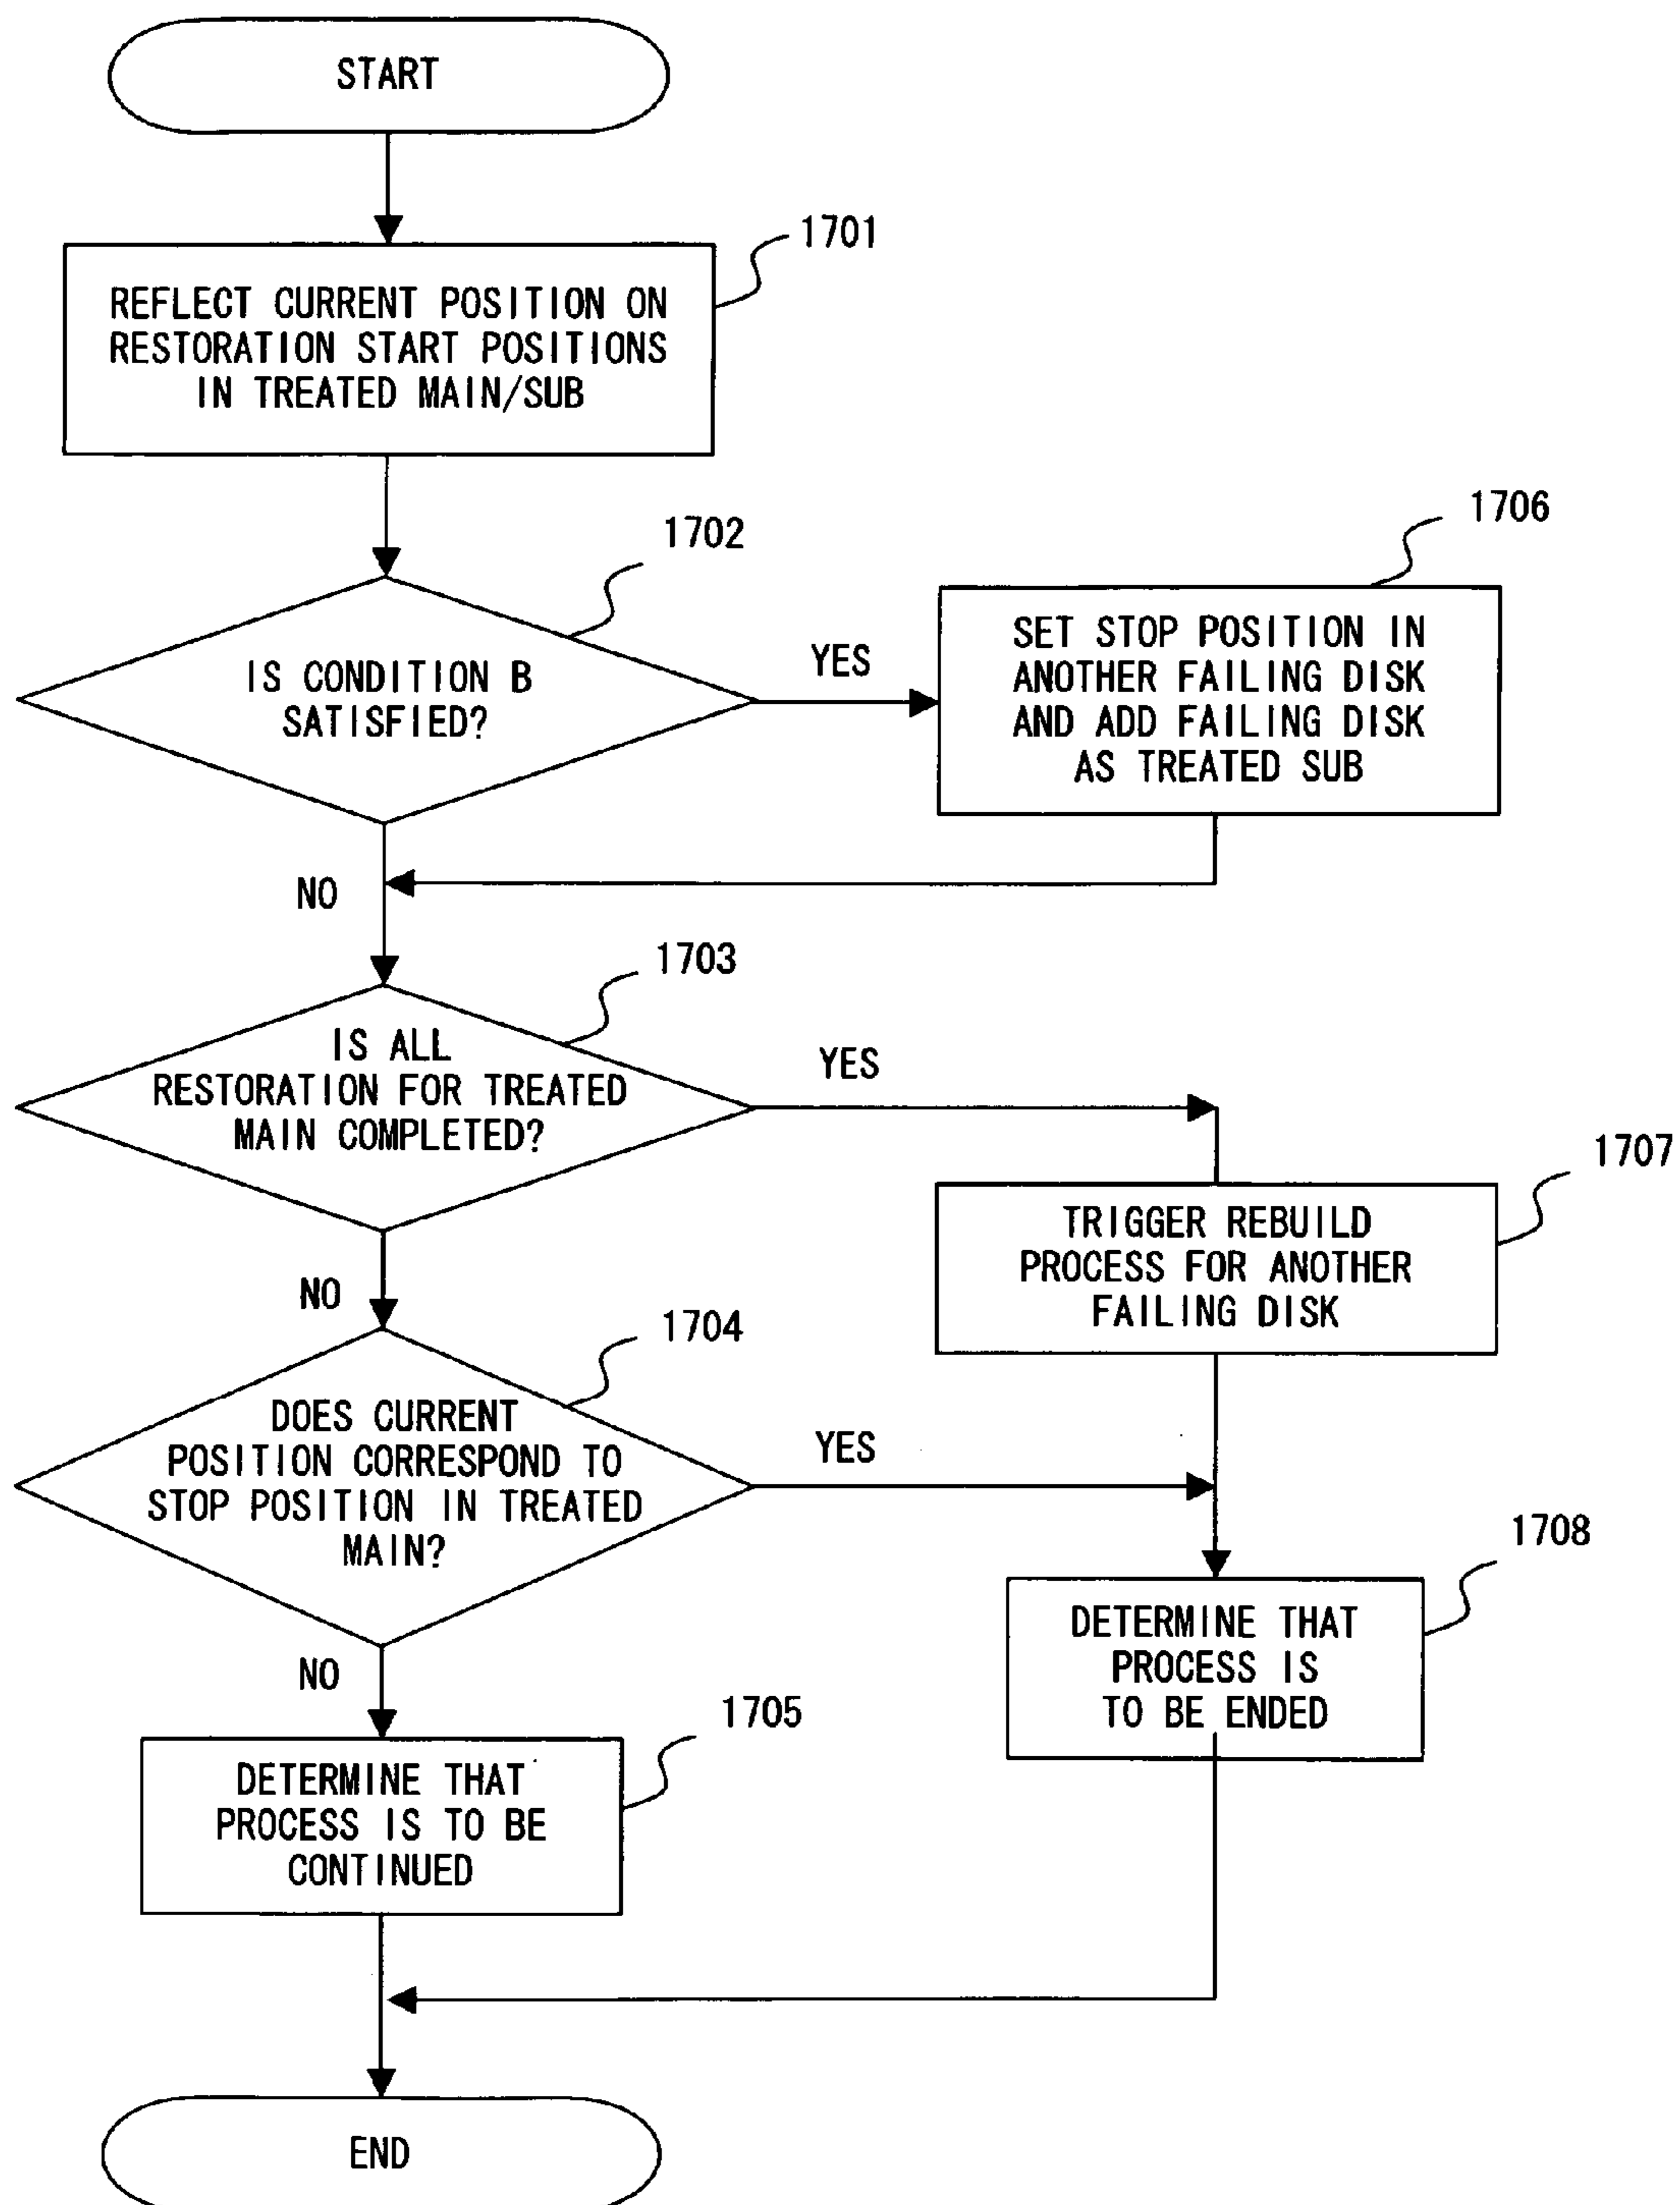 START
1701
REFLECT CURRENT POSITION ON
RESTORATION START POSITIONS
IN TREATED MAIN/SUB
1702
IS CONDITION B
SATISFIED?
YES
1706
SET STOP POSITION IN
ANOTHER FAILING DISK
AND ADD FAILING DISK
AS TREATED SUB
NO
1703
IS ALL
RESTORATION FOR TREATED
MAIN COMPLETED?
YES
1707
TRIGGER REBUILD
PROCESS FOR ANOTHER
FAILING DISK
NO
1704
DOES CURRENT
POSITION CORRESPOND TO
STOP POSITION IN TREATED
MAIN?
YES
1708
DETERMINE THAT
PROCESS IS
TO BE ENDED
NO
1705
DETERMINE THAT
PROCESS IS TO BE
CONTINUED
END